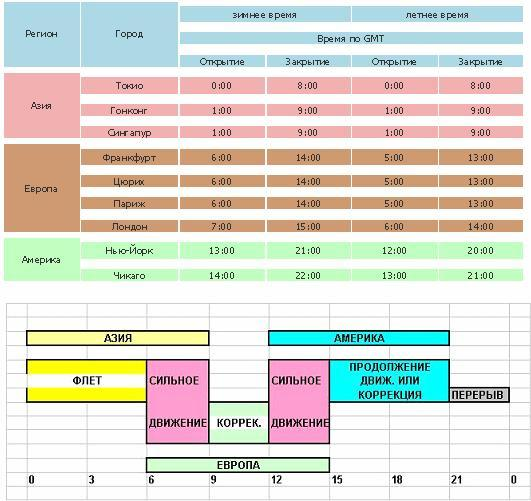 Регион Город зимнее время летнее время
Время по GMT
Открытие Закрытие Открытие Закрытие
Азия
Токио 0:00 8:00 0:00 8:00
Гонконг 1:00 9:00 1:00 9:00
Сингапур 1:00 9:00 1:00 9:00
Европа
Франкфурт 6:00 14:00 5:00 13:00
Цюрих 6:00 14:00 5:00 13:00
Париж 6:00 14:00 5:00 13:00
Лондон 7:00 15:00 6:00 14:00
Америка
Нью-Йорк 13:00 21:00 12:00 20:00
Чикаго 14:00 22:00 13:00 21:00
АЗИЯ АМЕРИКА
ФЛЕТ
СИЛЬНОЕ
ДВИЖЕНИЕ
КОРРЕК.
СИЛЬНОЕ
ДВИЖЕНИЕ
ПРОДОЛЖЕНИЕ
ДВИЖ. ИЛИ
КОРРЕКЦИЯ
ПЕРЕРЫВ
ЕВРОПА
0 3 6 9 12 15 18 21 0